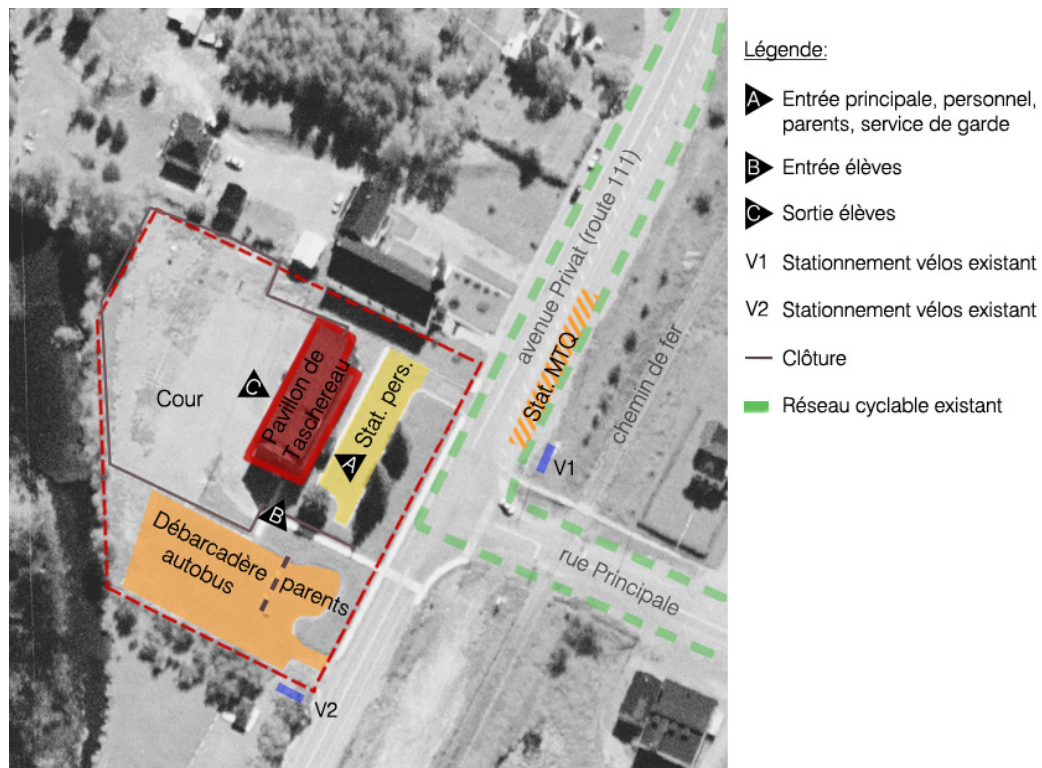 Légende:
A Entrée principale, personnel,
parents, service de garde
B Entrée élèves
C Sortie élèves
V1 Stationnement vélos existant
V2 Stationnement vélos existant
Clôture
Réseau cyclable existant
avenue Privat (route 111)
Stat. MTQ
chemin de fer
Pavillon de
Taschereau
Stat. pers.
Cour
C
A
B
V1
Débarcadère
autobus
parents
rue Principale
V2